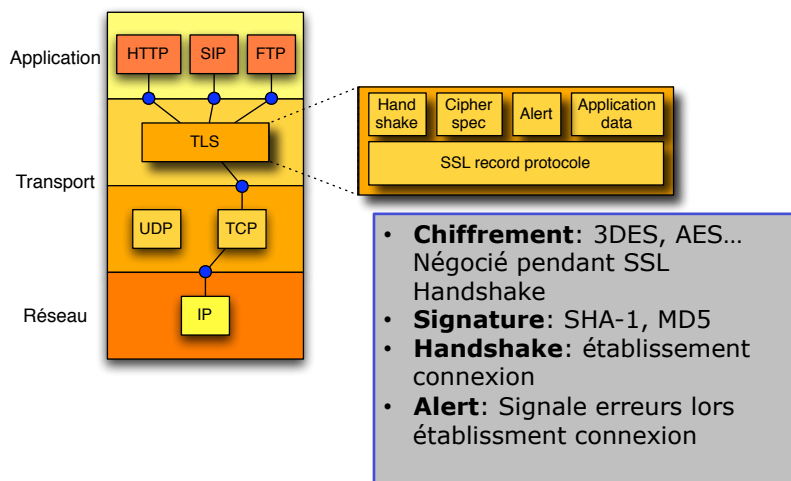 Application
HTTP
SIP
FTP
Transport
TLS
UDP
TCP
Réseau
IP
Hand
shake
Cipher
spec
Alert
Application
data
SSL record protocole
• Chiffrement: 3DES, AES…
Négocié pendant SSL
Handshake
• Signature: SHA-1, MD5
• Handshake: établissement
connexion
• Alert: Signale erreurs lors
établissment connexion